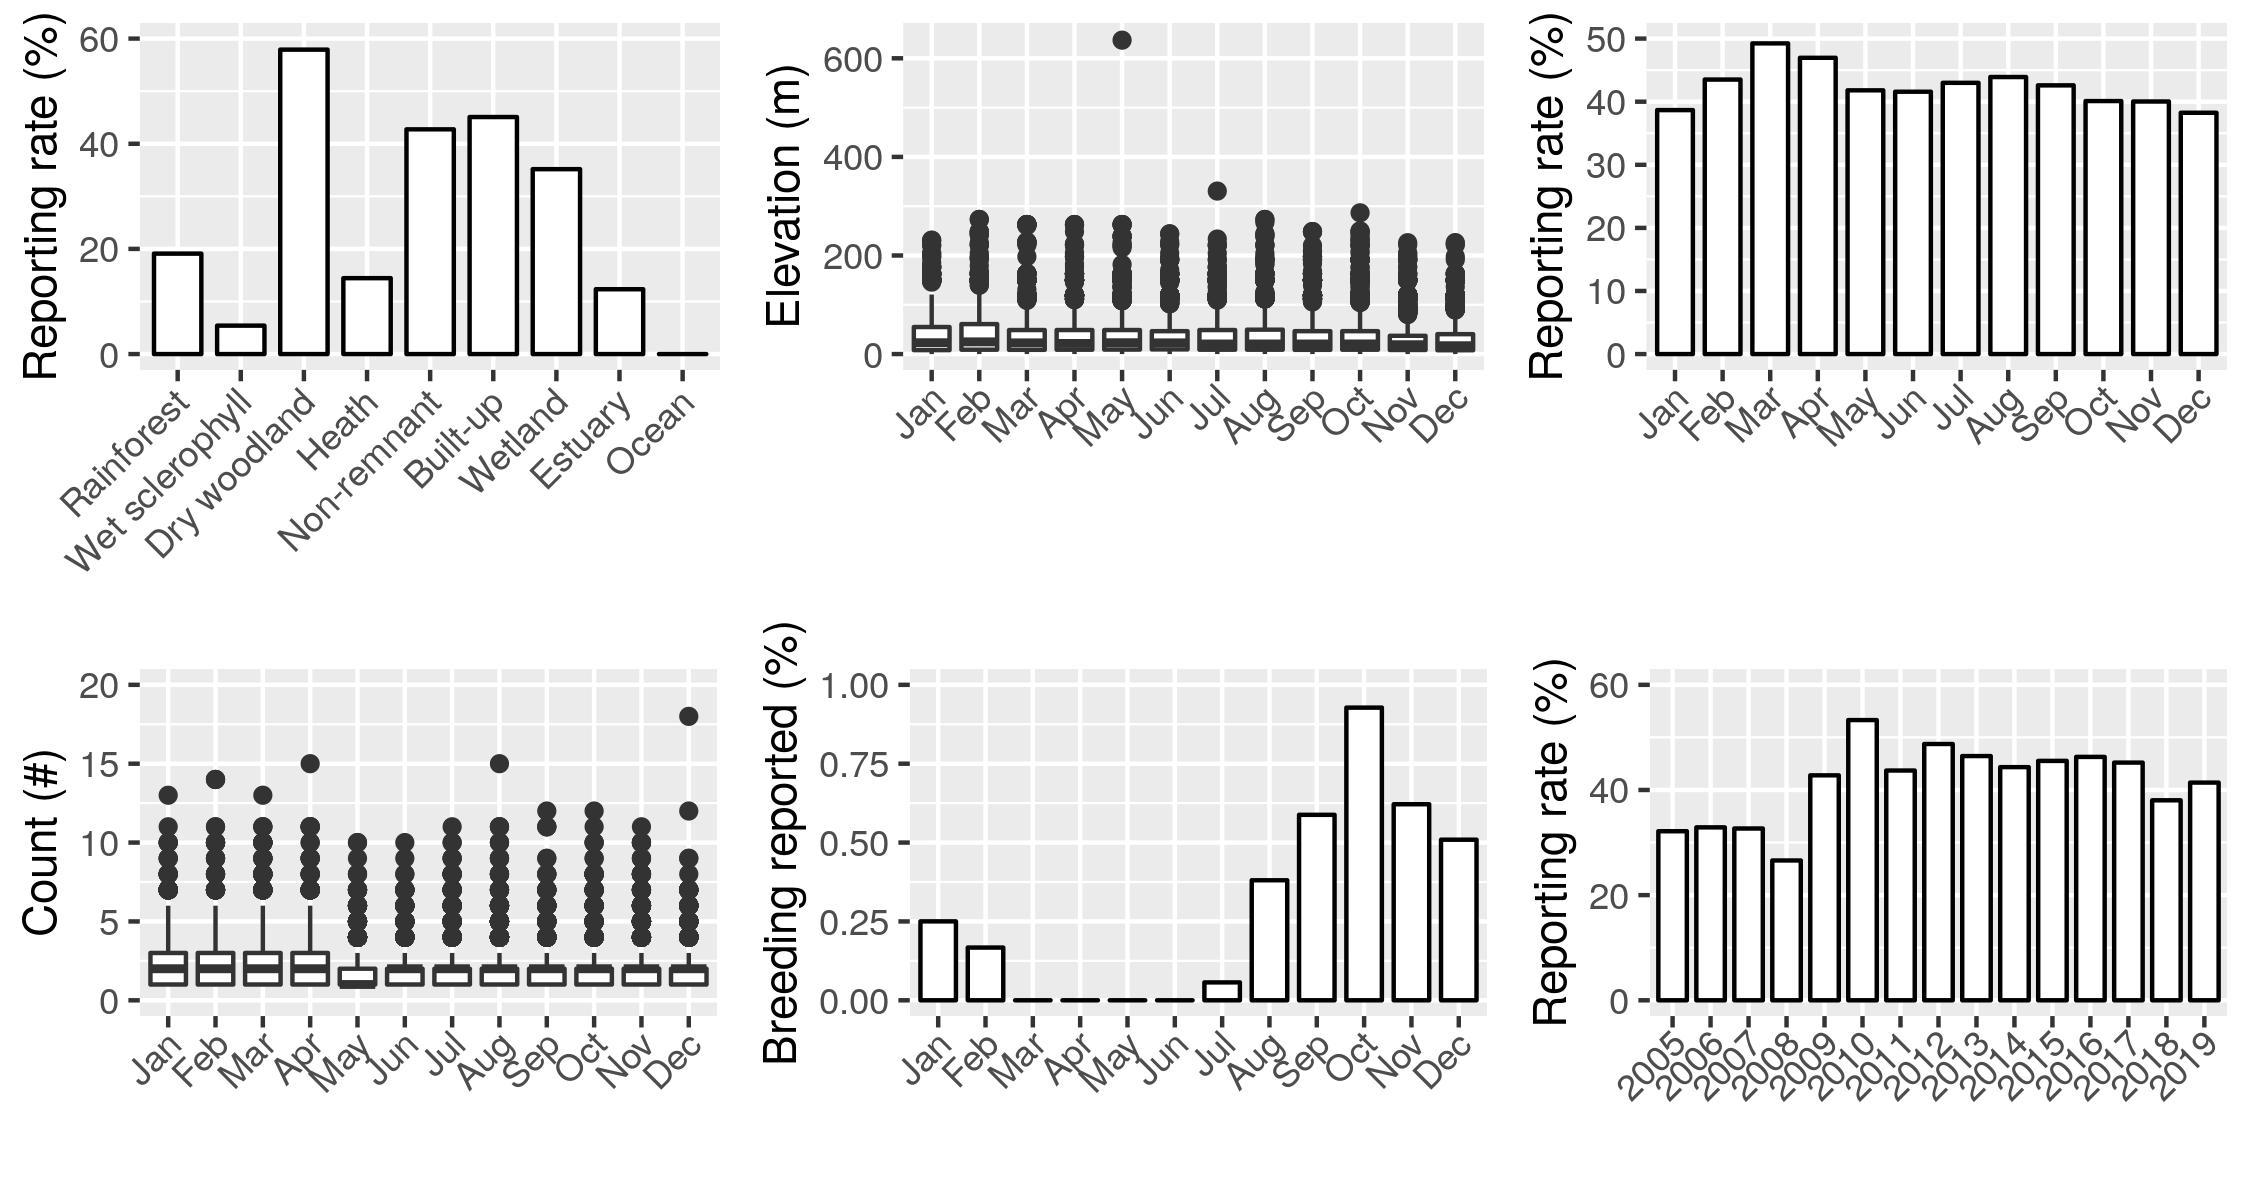 Reporting rate (%)
60
40
20
0
Rainforest
Wet sclerophyll
Dry woodland
Heath
Non-remnant
Built-up
Wetland
Estuary
Ocean
Elevation (m)
600
400
200
0
Jan
Feb
Mar
Apr
May
Jun
Jul
Aug
Sep
Oct
Nov
Dec
Reporting rate (%)
50
40
30
20
10
0
Jan
Feb
Mar
Apr
May
Jun
Jul
Aug
Sep
Oct
Nov
Dec
Count (#)
20
15
10
5
0
Jan
Feb
Mar
Apr
May
Jun
Jul
Aug
Sep
Oct
Nov
Dec
Breeding reported (%)
1.00
0.75
0.50
0.25
0.00
Jan
Feb
Mar
Apr
May
Jun
Jul
Aug
Sep
Oct
Nov
Dec
Reporting rate (%)
60
40
20
0
2005
2006
2007
2008
2009
2010
2011
2012
2013
2014
2015
2016
2017
2018
2019